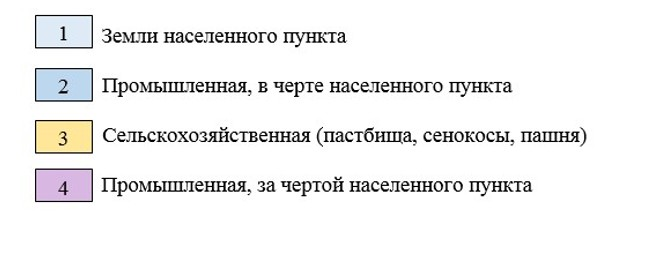 1 Земли населенного пункта
2 Промышленная, в черте населенного пункта
3 Сельскохозяйственная (пастбища, сенокосы, пашня)
4 Промышленная, за чертой населенного пункта